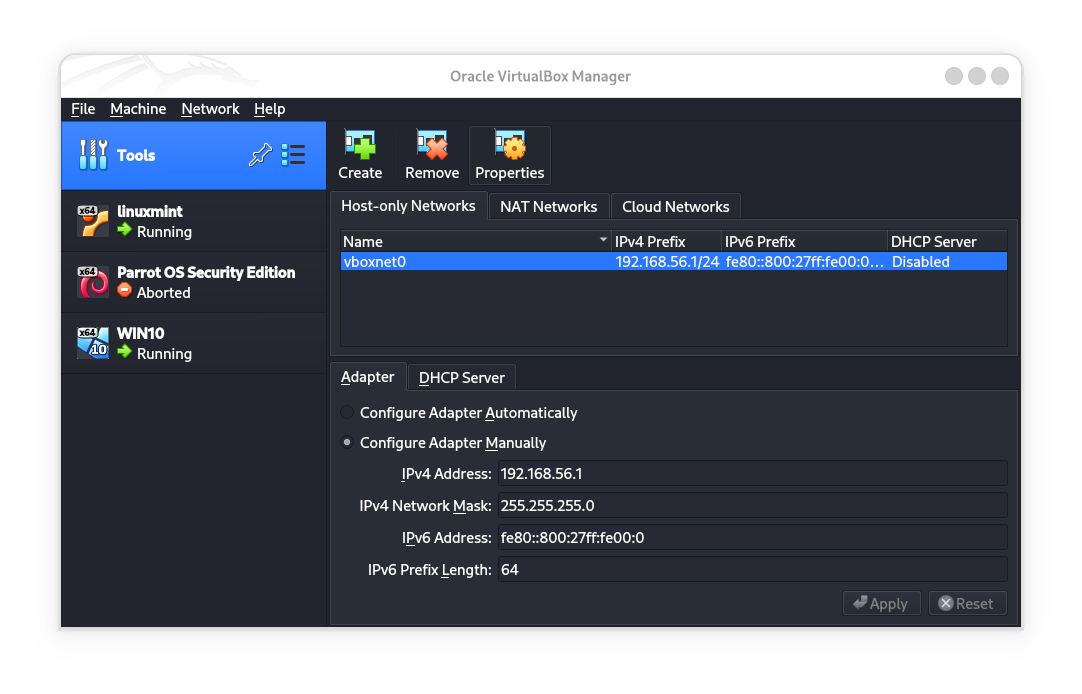 Oracle VirtualBox Manager
File Machine Network Help
Tools
Create Remove Properties
x64 linuxmint
Running
x64 Parrot OS Security Edition
Aborted
x64 10 WIN10
Running
Host-only Networks NAT Networks Cloud Networks
Name IPv4 Prefix IPv6 Prefix DHCP Server
vboxnet0 192.168.56.1/24 fe80::800:27ff:fe00:0... Disabled
Adapter DHCP Server
Configure Adapter Automatically
Configure Adapter Manually
IPv4 Address: 192.168.56.1
IPv4 Network Mask: 255.255.255.0
IPv6 Address: fe80::800:27ff:fe00:0
IPv6 Prefix Length: 64
Apply Reset